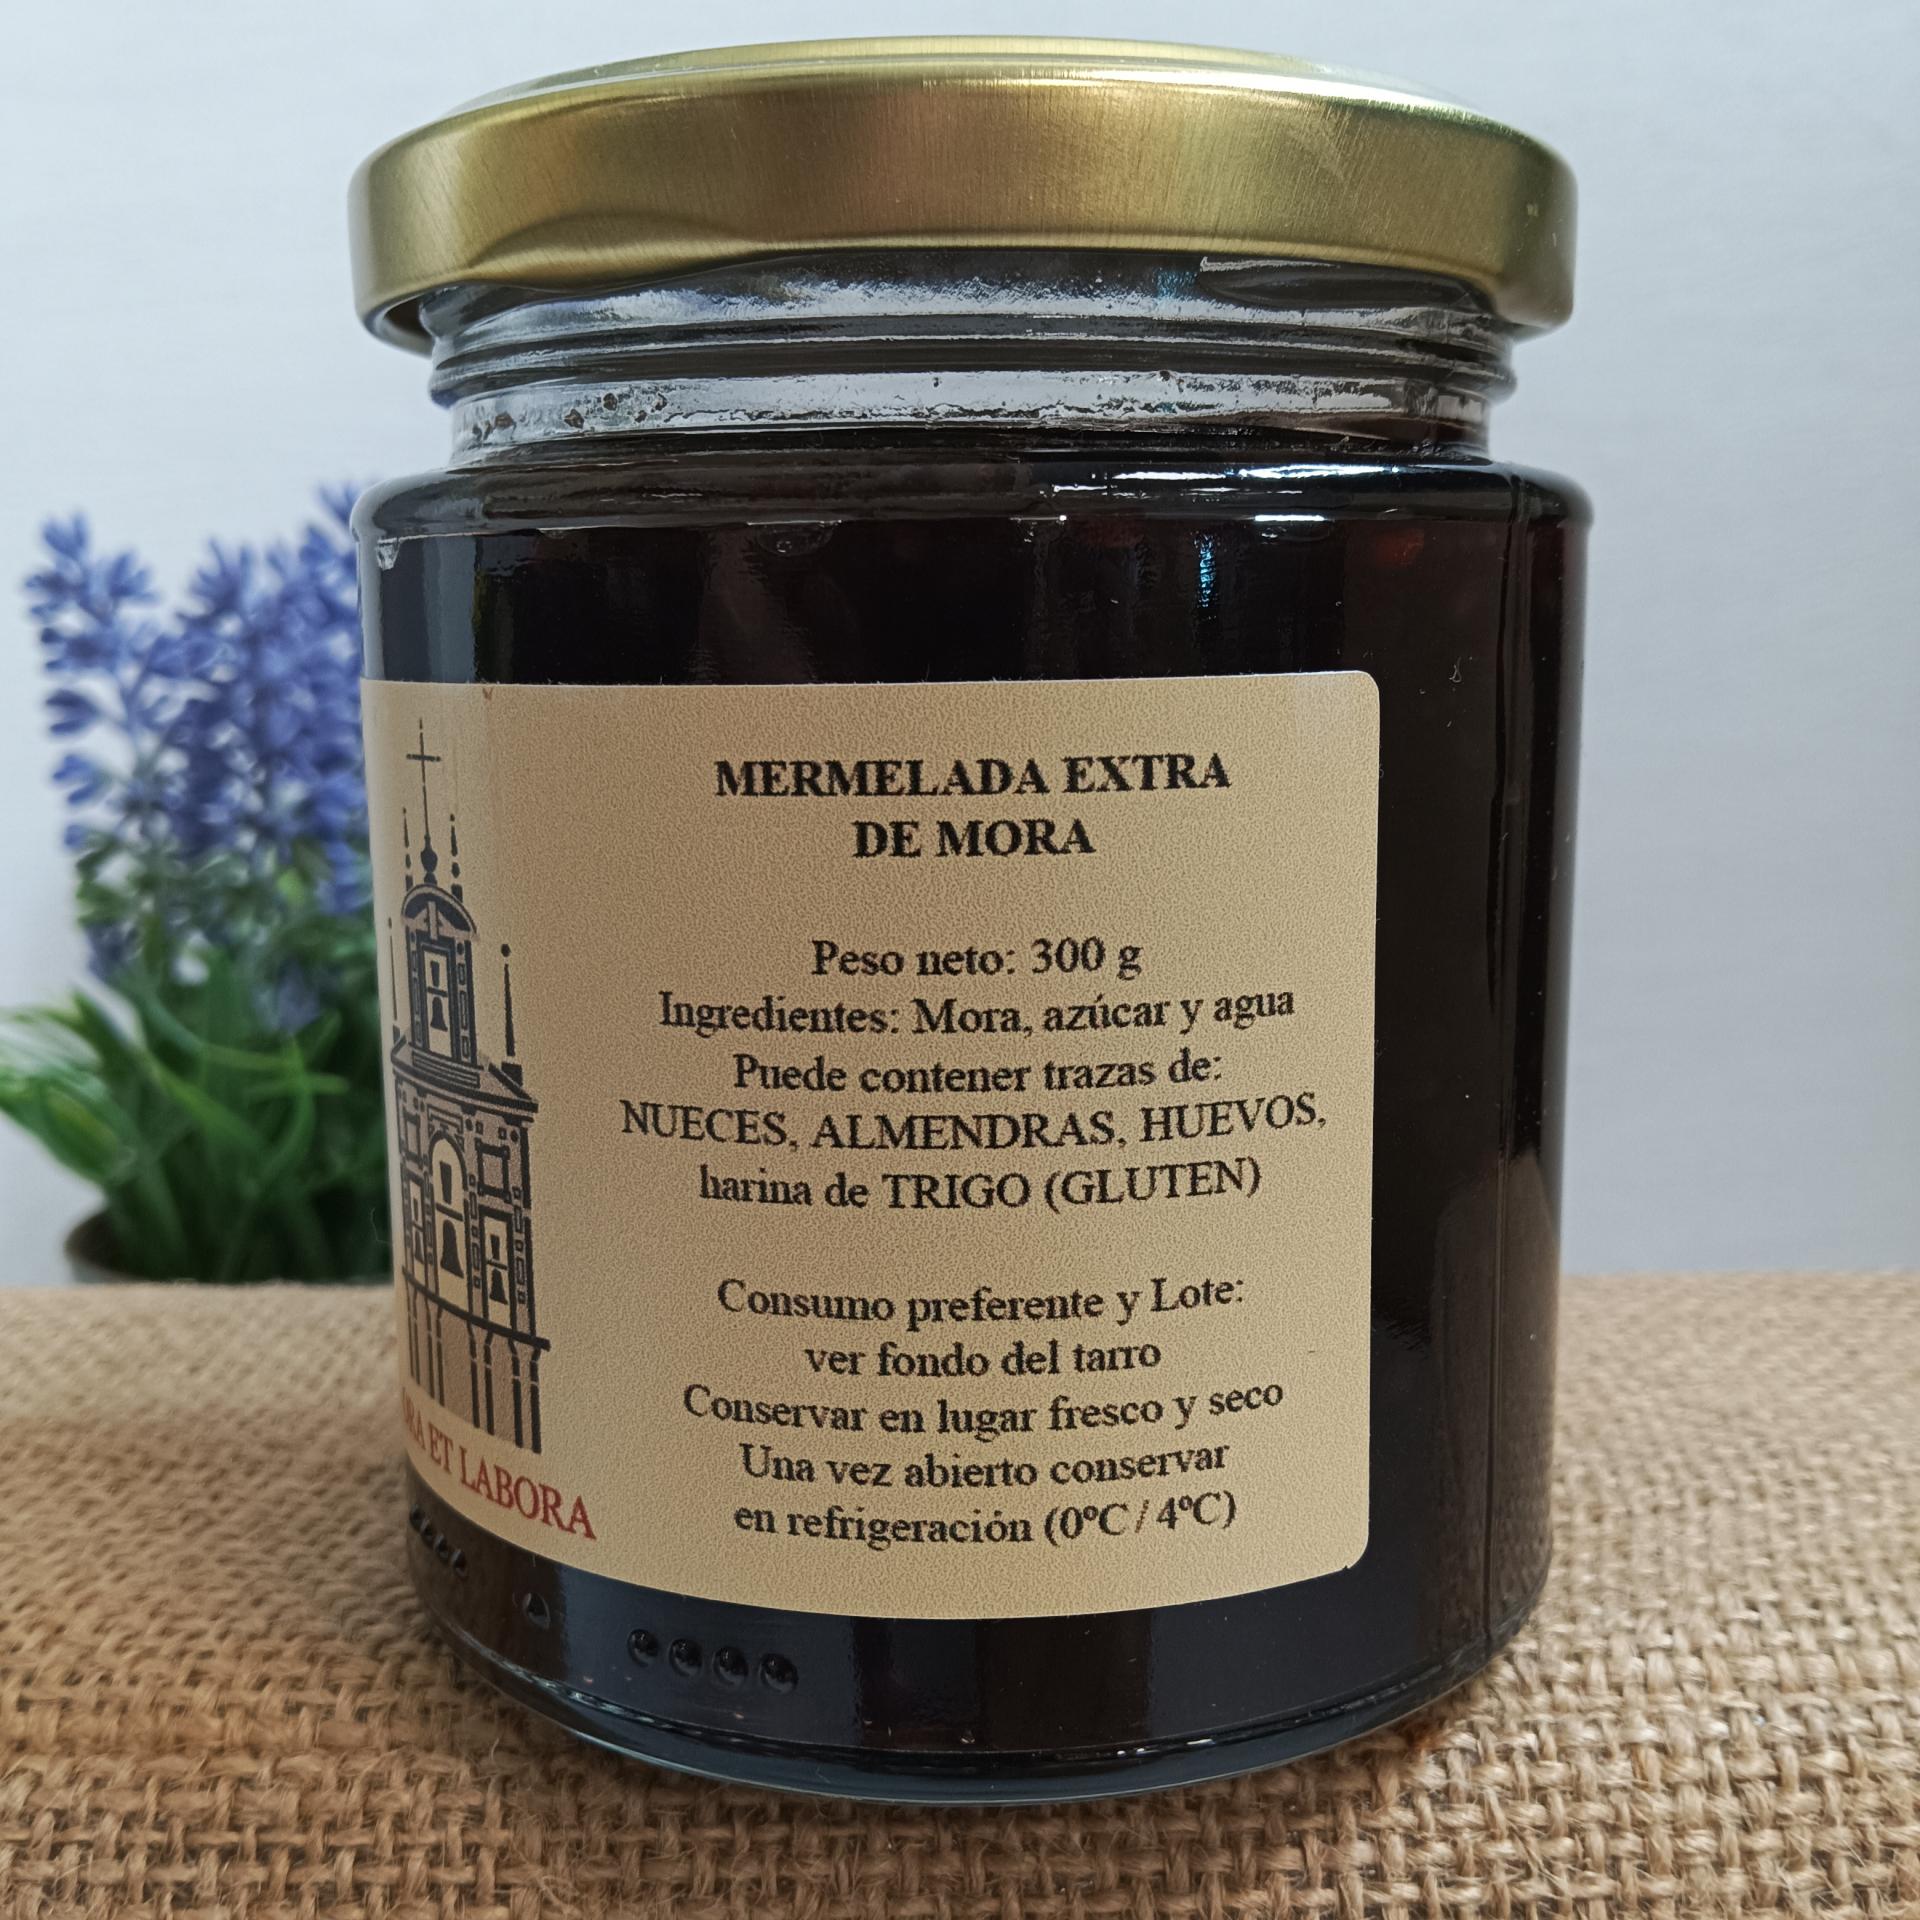 MERMELADA EXTRA
DE MORA
Peso neto: 300 g
Ingredientes: Mora, azúcar y agua
Puede contener trazas de:
NUECES, ALMENDRAS, HUEVOS,
harina de TRIGO (GLUTEN)
Consumo preferente y Lote:
ver fondo del tarro
Conservar en lugar fresco y seco
Una vez abierto conservar
en refrigeración (0ºC / 4ºC)
ORA ET LABORA